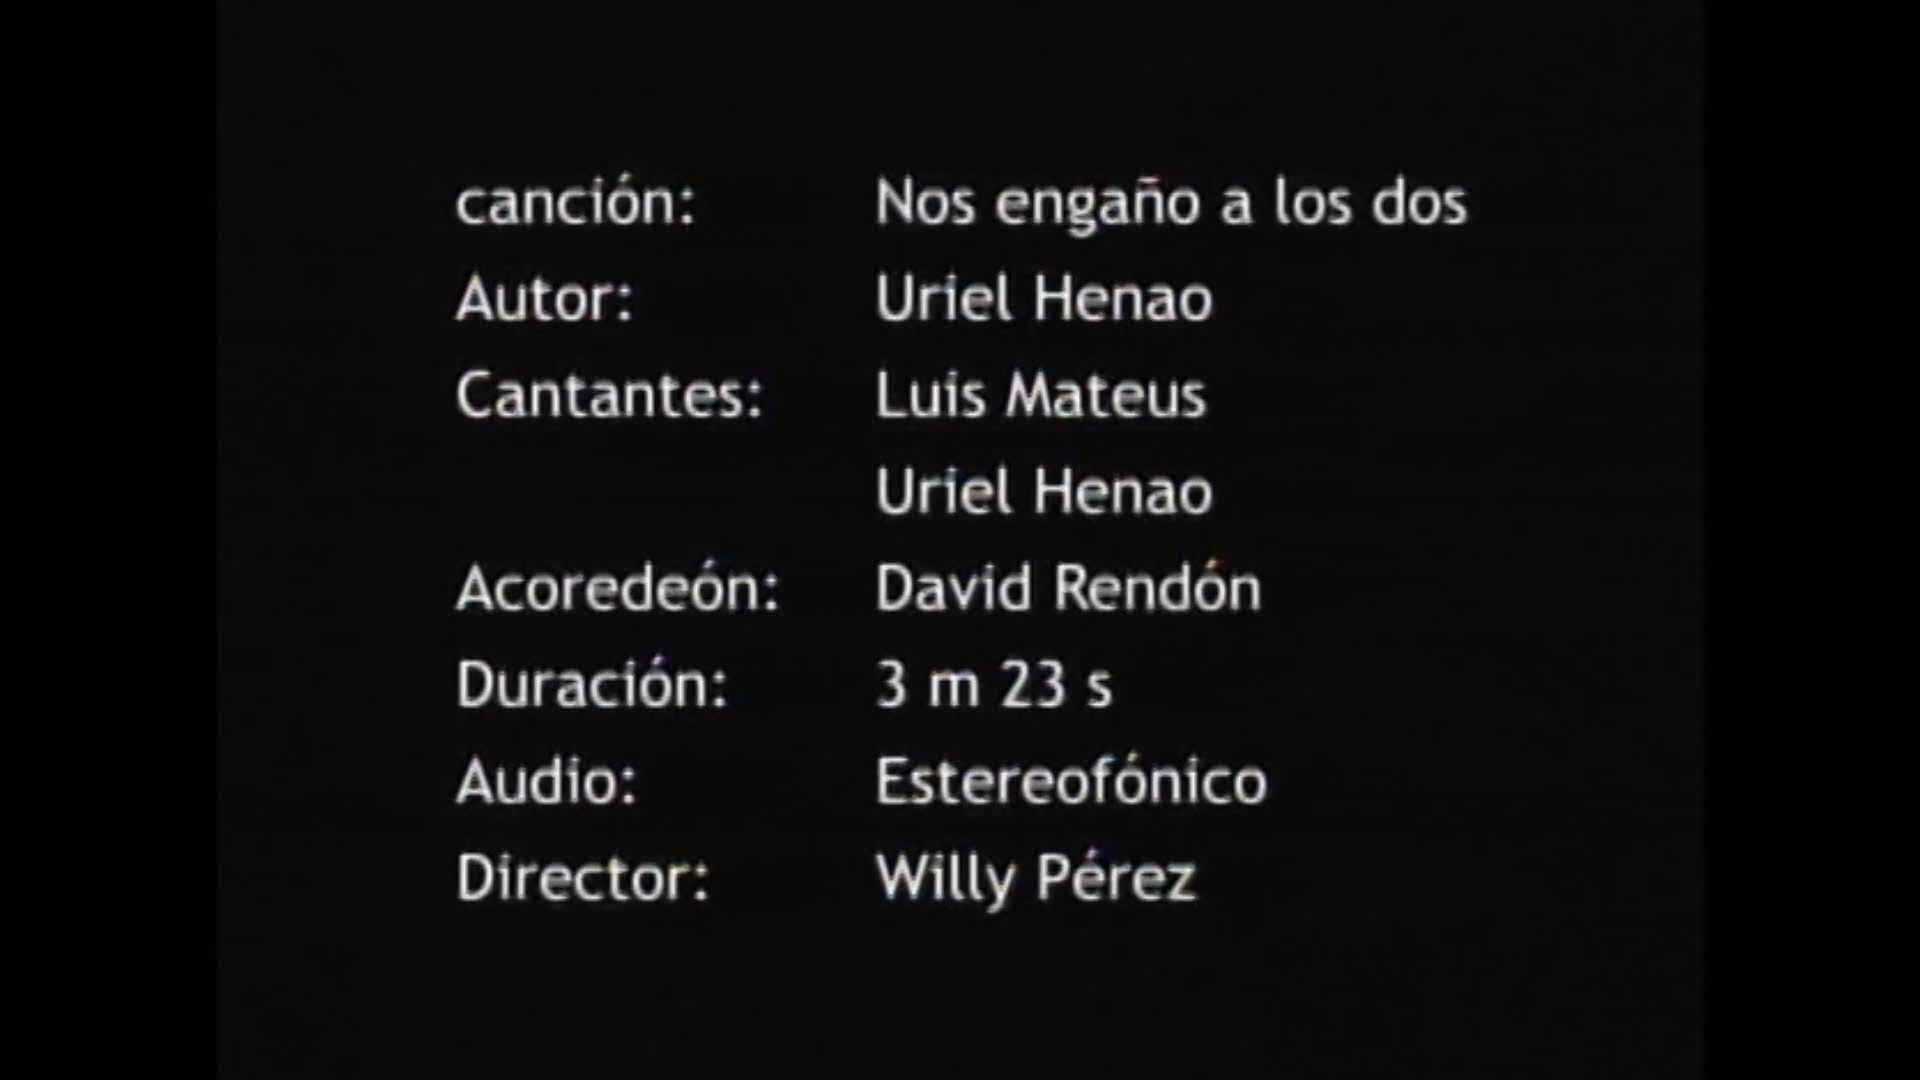 canción: Nos engaño a los dos
Autor: Uriel Henao
Cantantes: Luis Mateus
Uriel Henao
Acoredeón: David Rendón
Duración: 3 m 23 s
Audio: Estereofónico
Director: Willy Pérez